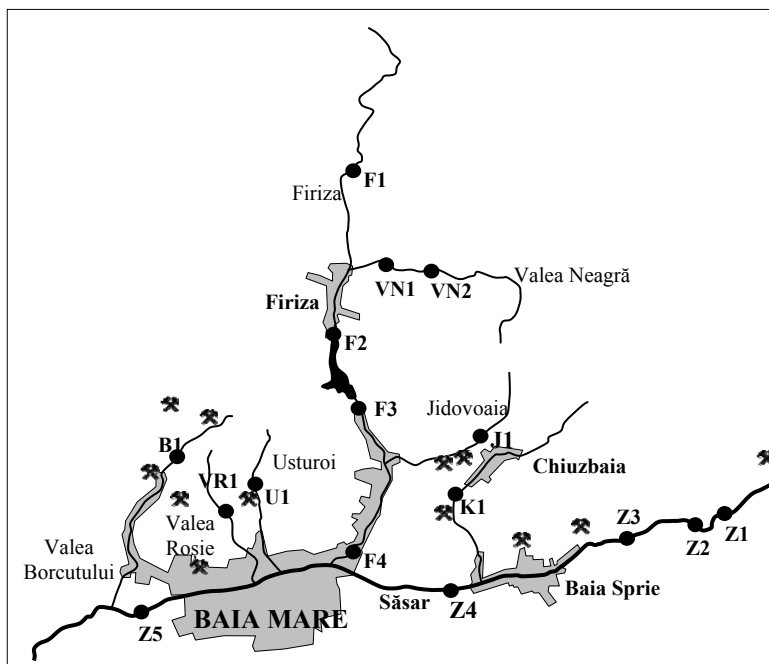 F1
Firiza
VN1
VN2
Valea Neagră
Firiza
F2
F3
Jidovoaia
J1
B1
Usturoi
Chiuzbaia
VR1
U1
K1
Valea
Roșie
Z3
Z2
Z1
F4
Valea
Borcutului
Baia Sprie
Săsar
Z4
BAIA MARE
Z5